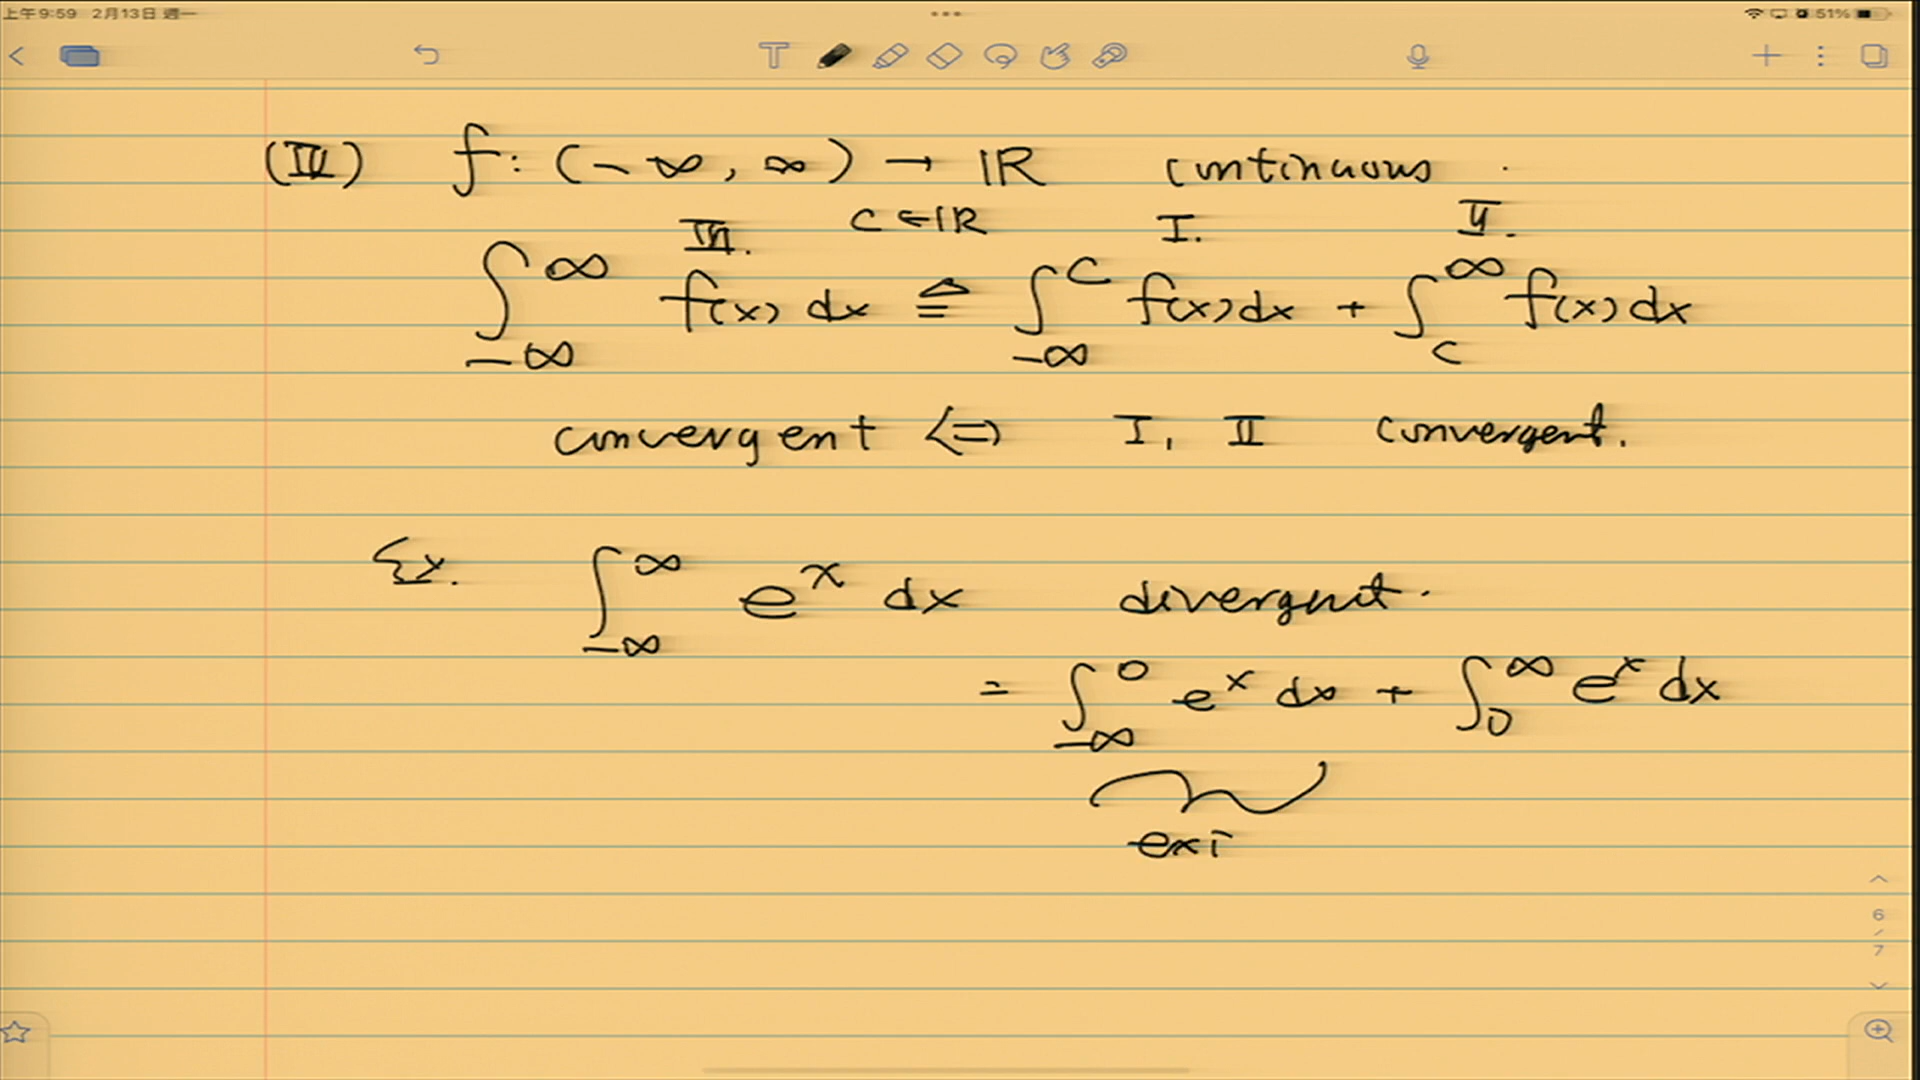 上午9:59 2月13日 週一
51%
(IV) f: (-∞, ∞) → ℝ continuous.
III. C∈ℝ I. II.
∫_{-∞}^{∞} f(x) dx ≙ ∫_{-∞}^{C} f(x) dx + ∫_{C}^{∞} f(x) dx
convergent ⇔ I, II convergent.
Ex. ∫_{-∞}^{∞} e^x dx divergent.
= ∫_{-∞}^{0} e^x dx + ∫_{0}^{∞} e^x dx
exi
6
/
7